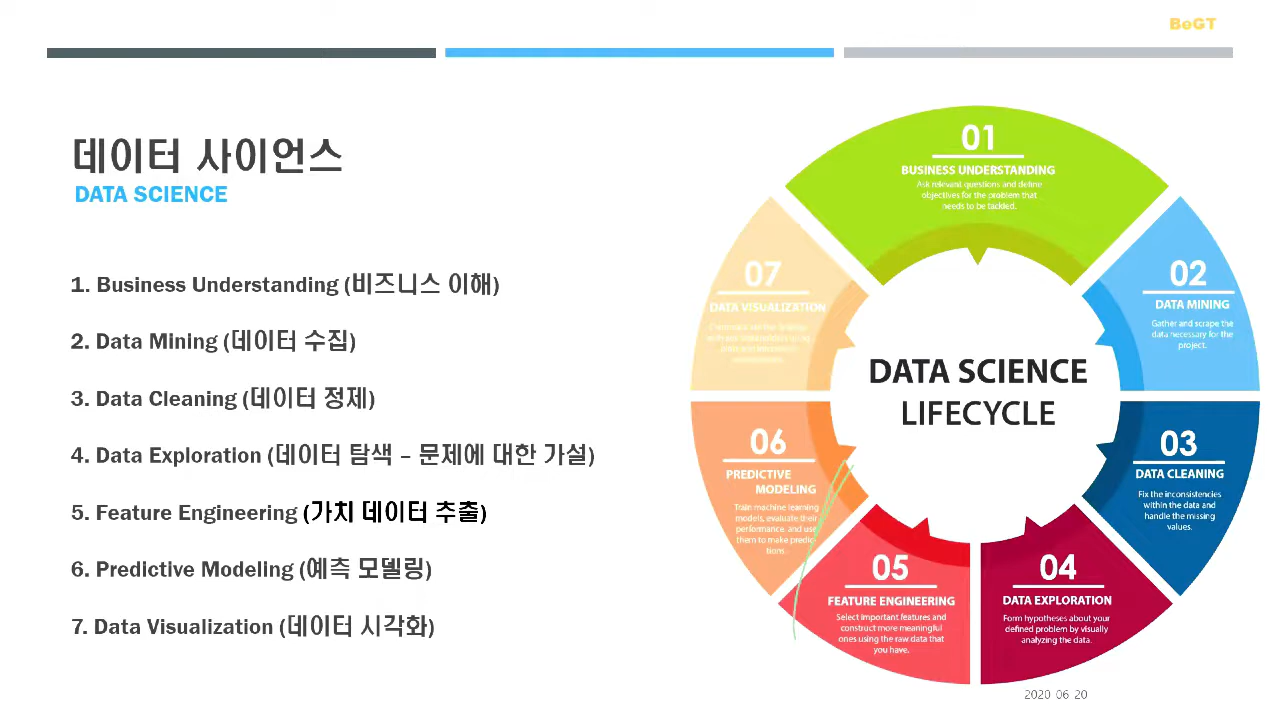 BeGT
데이터 사이언스
DATA SCIENCE
1. Business Understanding (비즈니스 이해)
2. Data Mining (데이터 수집)
3. Data Cleaning (데이터 정제)
4. Data Exploration (데이터 탐색 – 문제에 대한 가설)
5. Feature Engineering (가치 데이터 추출)
6. Predictive Modeling (예측 모델링)
7. Data Visualization (데이터 시각화)
DATA SCIENCE
LIFECYCLE
01
BUSINESS UNDERSTANDING
Ask relevant questions and define
objectives for the problem that
needs to be tackled.
02
DATA MINING
Gather and scrape the
data necessary for the
project.
03
DATA CLEANING
Fix the inconsistencies
within the data and
handle the missing
values.
04
DATA EXPLORATION
Form hypotheses about your
defined problem by visually
analyzing the data.
05
FEATURE ENGINEERING
Select important features and
construct more meaningful
ones using the raw data that
you have.
06
PREDICTIVE
MODELING
Train machine learning
models, evaluate their
performance, and use
them to make predic-
tions.
07
DATA VISUALIZATION
2020-06-20